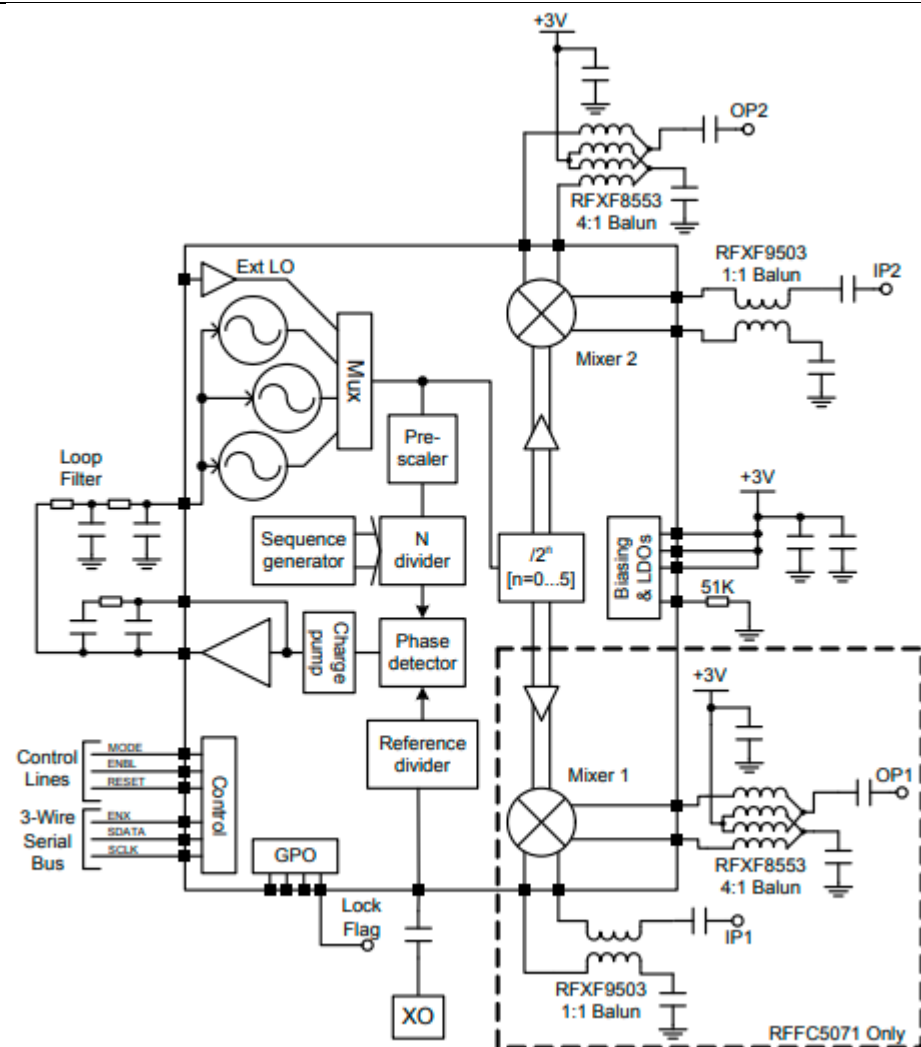 +3V
OP2
RFXF8553
4:1 Balun
RFXF9503
1:1 Balun
IP2
Ext LO
Mux
Mixer 2
Pre-
scaler
Loop
Filter
+3V
Sequence
generator
N
divider
/2ⁿ
[n=0...5]
Biasing
& LDOs
51K
Charge
pump
Phase
detector
+3V
Reference
divider
Mixer 1
OP1
Control
Lines
MODE
ENBL
RESET
3-Wire
Serial
Bus
ENX
SDATA
SCLK
Control
RFXF8553
4:1 Balun
GPO
Lock
Flag
IP1
RFXF9503
1:1 Balun
XO
RFFC5071 Only